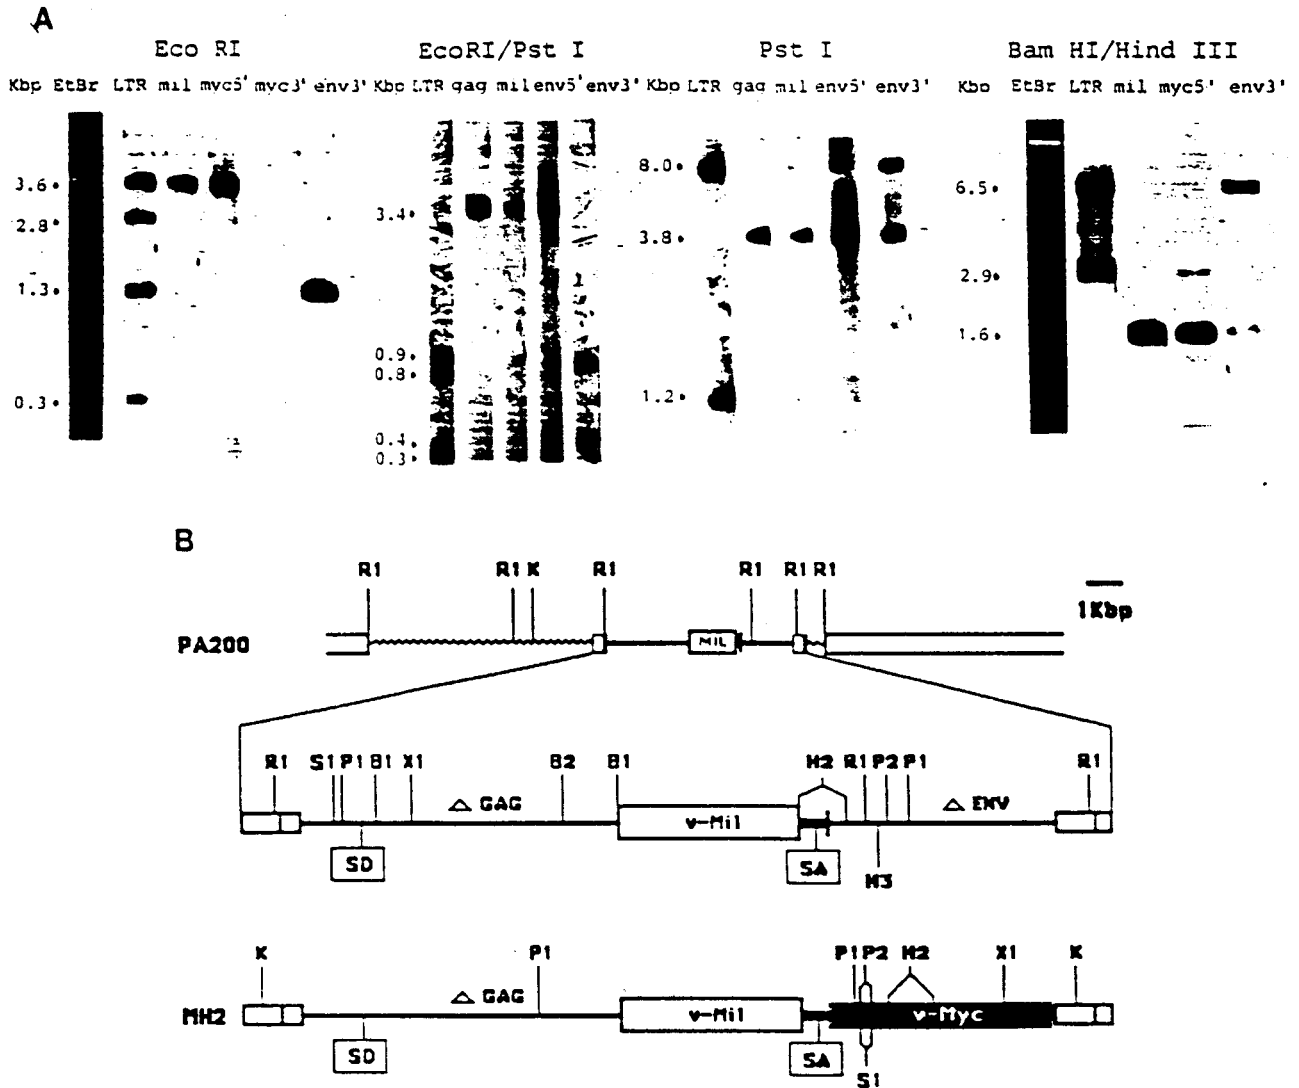 A
Eco RI EcoRI/Pst I Pst I Bam HI/Hind III
Kbp EtBr LTR mil myc5' myc3' env3' Kbp LTR gag mil env5' env3' Kbp LTR gag mil env5' env3' Kbp EtBr LTR mil myc5' env3'
3.6
2.8
1.3
0.3
3.4
0.9
0.8
0.4
0.3
8.0
3.8
1.2
6.5
2.9
1.6
B
R1 R1 K R1 R1 R1 R1
1Kbp
PA200 MIL
R1 S1 P1 B1 X1 B2 B1 H2 R1 P2 P1 R1
△ GAG △ ENV
v-Mil
SD SA H3
K P1 P1 P2 H2 X1 K
△ GAG
MH2 v-Mil v-Myc
SD SA
S1